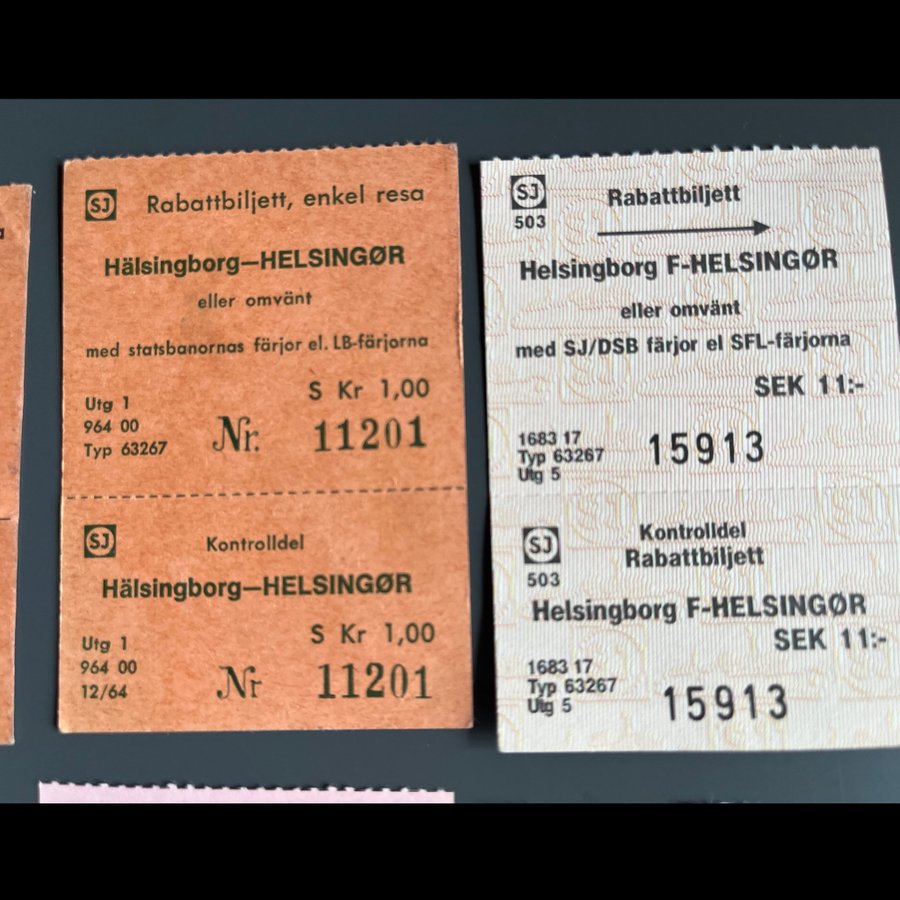 SJ Rabattbiljett, enkel resa
Hälsingborg–HELSINGØR
eller omvänt
med statsbanornas färjor el. LB-färjorna
S Kr 1,00
Utg 1
964 00
Typ 63267
Nr. 11201
SJ Kontrolldel
Hälsingborg–HELSINGØR
S Kr 1,00
Utg 1
964 00
12/64
Nr 11201
SJ Rabattbiljett
503
Helsingborg F-HELSINGØR
eller omvänt
med SJ/DSB färjor el SFL-färjorna
SEK 11:-
1683 17
Typ 63267
Utg 5
15913
SJ Kontrolldel
Rabattbiljett
503
Helsingborg F-HELSINGØR
SEK 11:-
1683 17
Typ 63267
Utg 5
15913